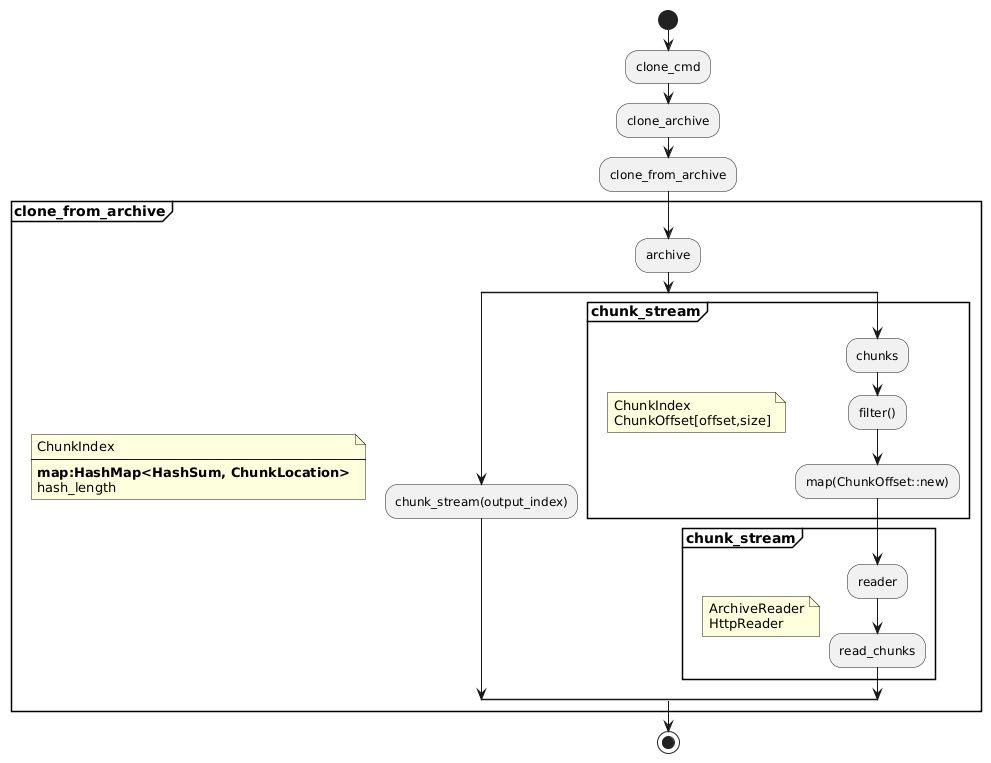 clone_cmd
clone_archive
clone_from_archive
clone_from_archive
archive
chunk_stream
chunks
ChunkIndex
ChunkOffset[offset,size]
filter()
ChunkIndex
map:HashMap<HashSum, ChunkLocation>
hash_length
chunk_stream(output_index)
map(ChunkOffset::new)
chunk_stream
reader
ArchiveReader
HttpReader
read_chunks